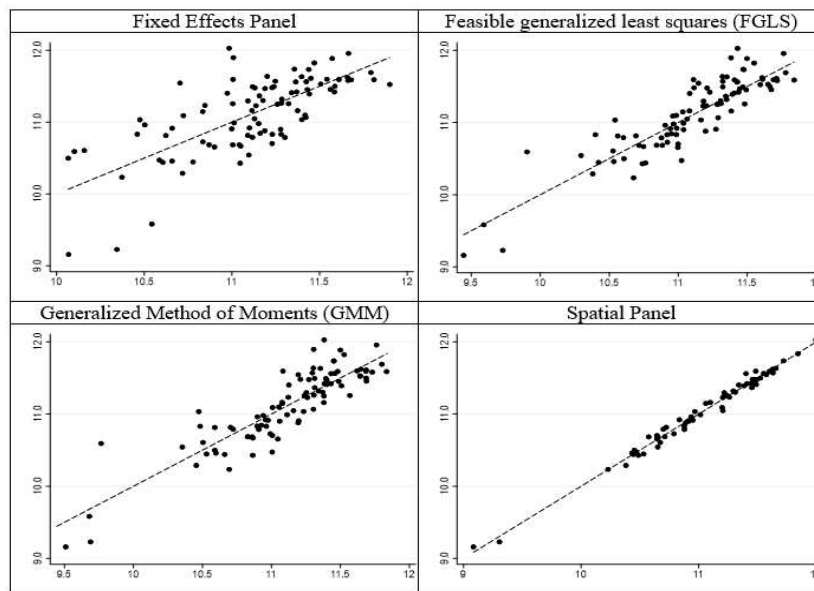 Fixed Effects Panel
12.0
11.0
10.0
9.0
10 10.5 11 11.5 12
Feasible generalized least squares (FGLS)
12.0
11.0
10.0
9.0
9.5 10 10.5 11 11.5 12
Generalized Method of Moments (GMM)
12.0
11.0
10.0
9.0
9.5 10 10.5 11 11.5 12
Spatial Panel
12.0
11.0
10.0
9.0
9 10 11